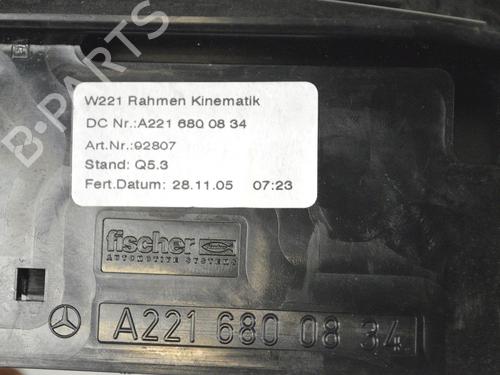 W221 Rahmen Kinematik
DC Nr.:A221 680 08 34
Art.Nr.:92807
Stand: Q5.3
Fert.Datum: 28.11.05 07:23
fischer
AUTOMOTIVE SYSTEMS
A221 680 08 34
B-PARTS